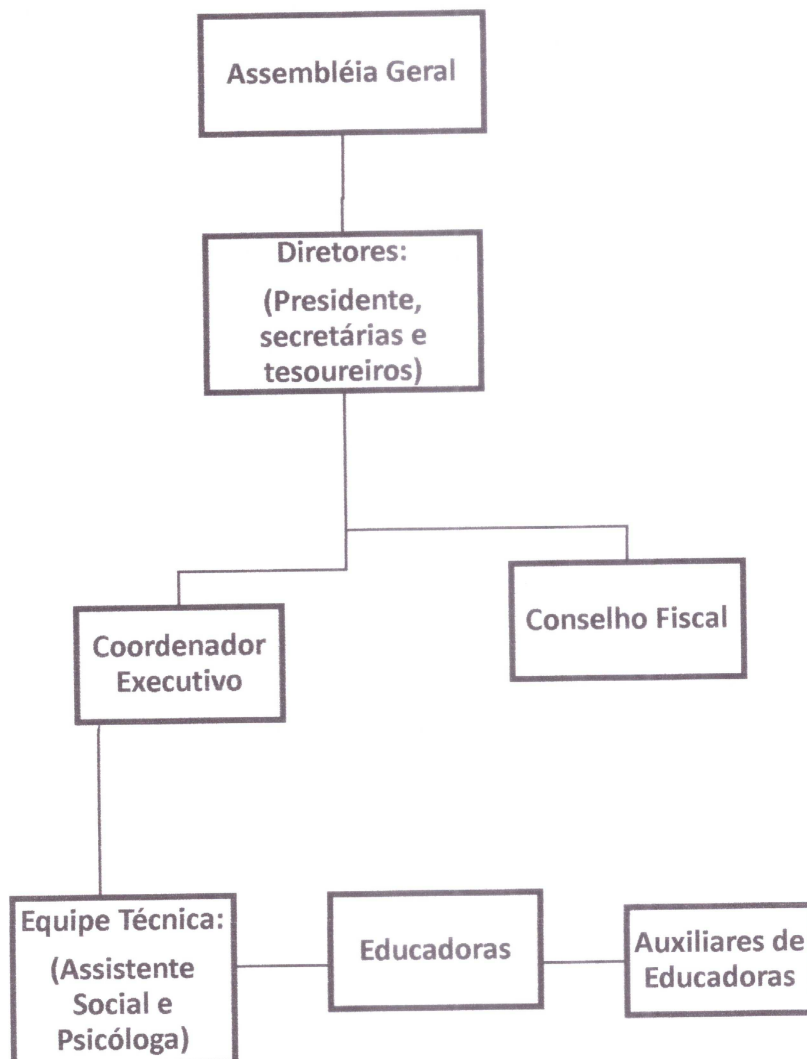 Assembléia Geral
Diretores:
(Presidente,
secretárias e
tesoureiros)
Coordenador
Executivo
Conselho Fiscal
Equipe Técnica:
(Assistente
Social e
Psicóloga)
Educadoras
Auxiliares de
Educadoras